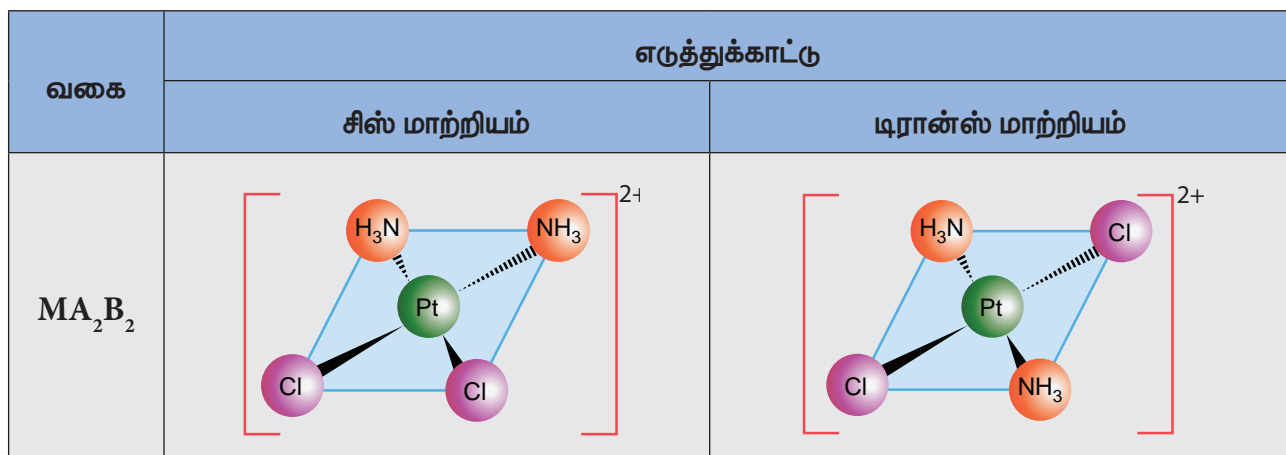 வகை
எடுத்துக்காட்டு
சிஸ் மாற்றியம்
டிரான்ஸ் மாற்றியம்
MA₂B₂
2+
H₃N
NH₃
Pt
Cl
Cl
2+
H₃N
Cl
Pt
Cl
NH₃